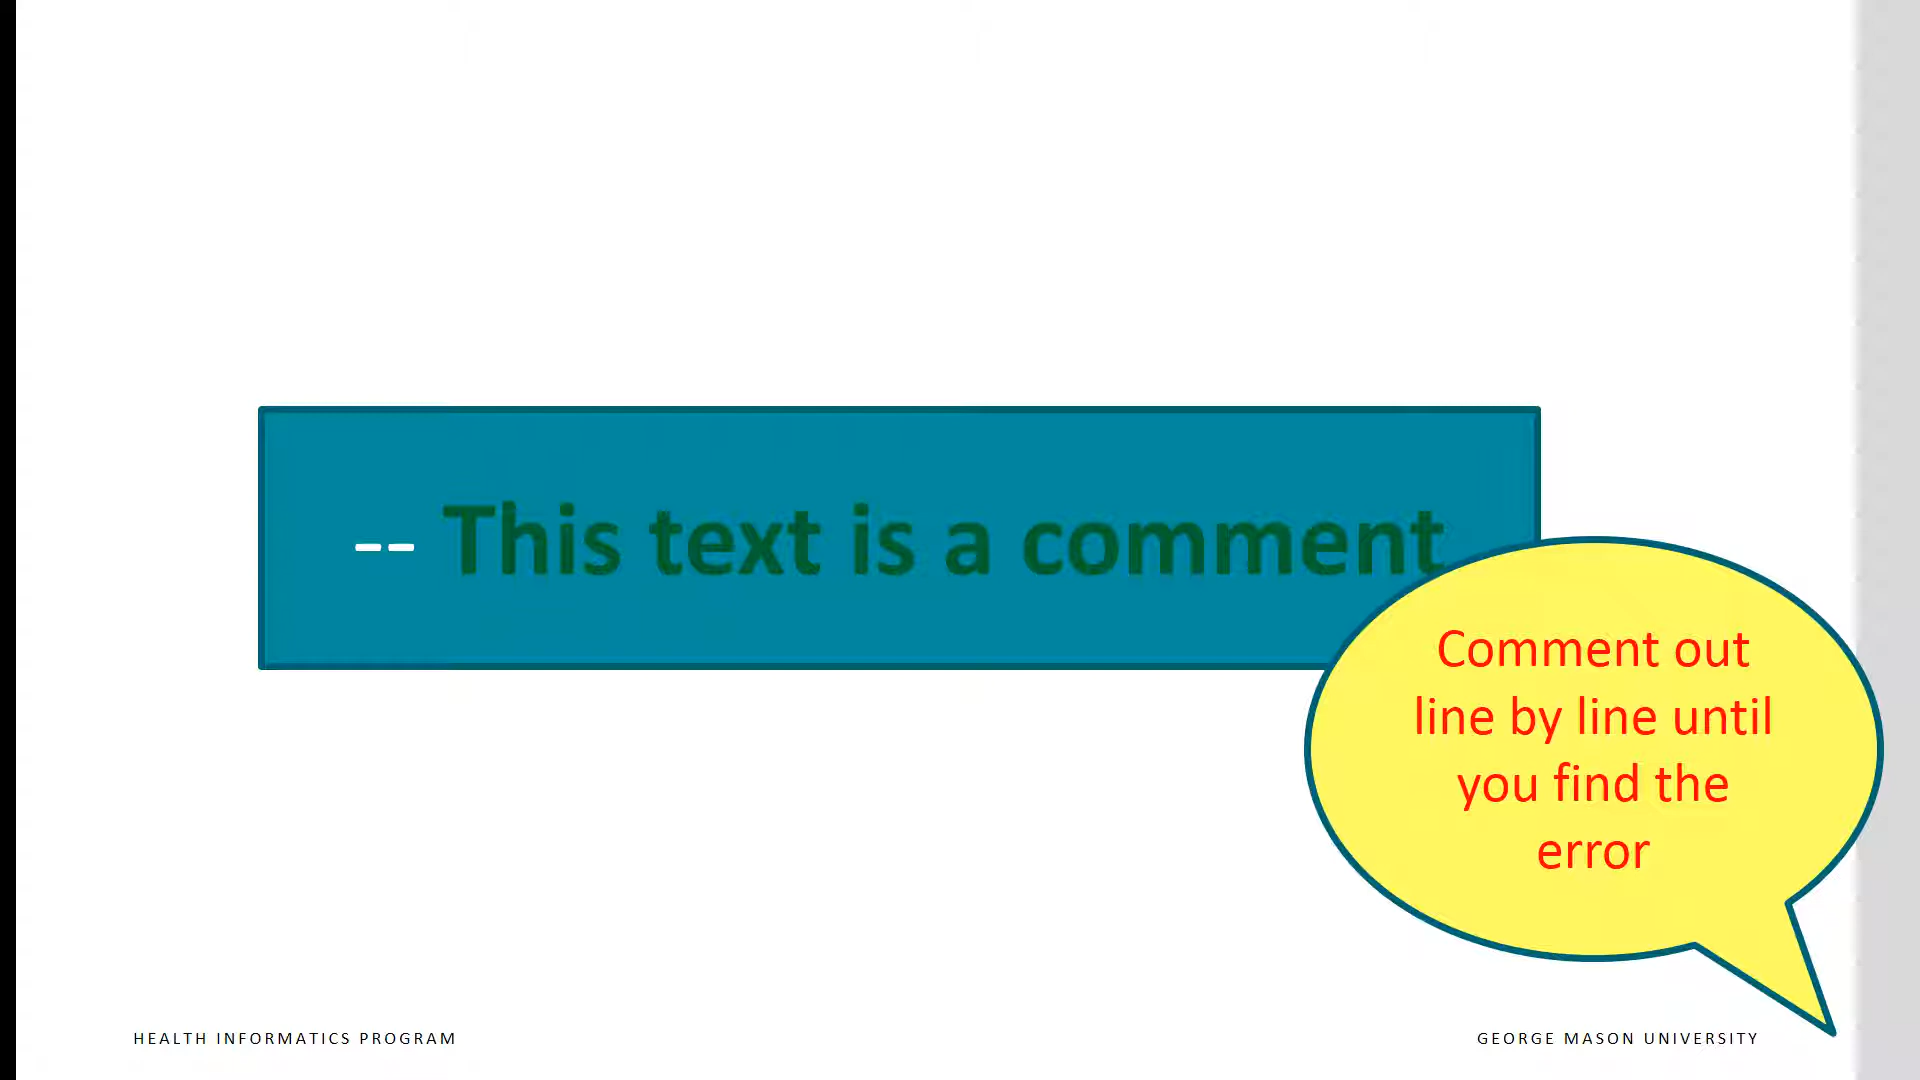 -- This text is a comment
Comment out
line by line until
you find the
error
HEALTH INFORMATICS PROGRAM
GEORGE MASON UNIVERSITY